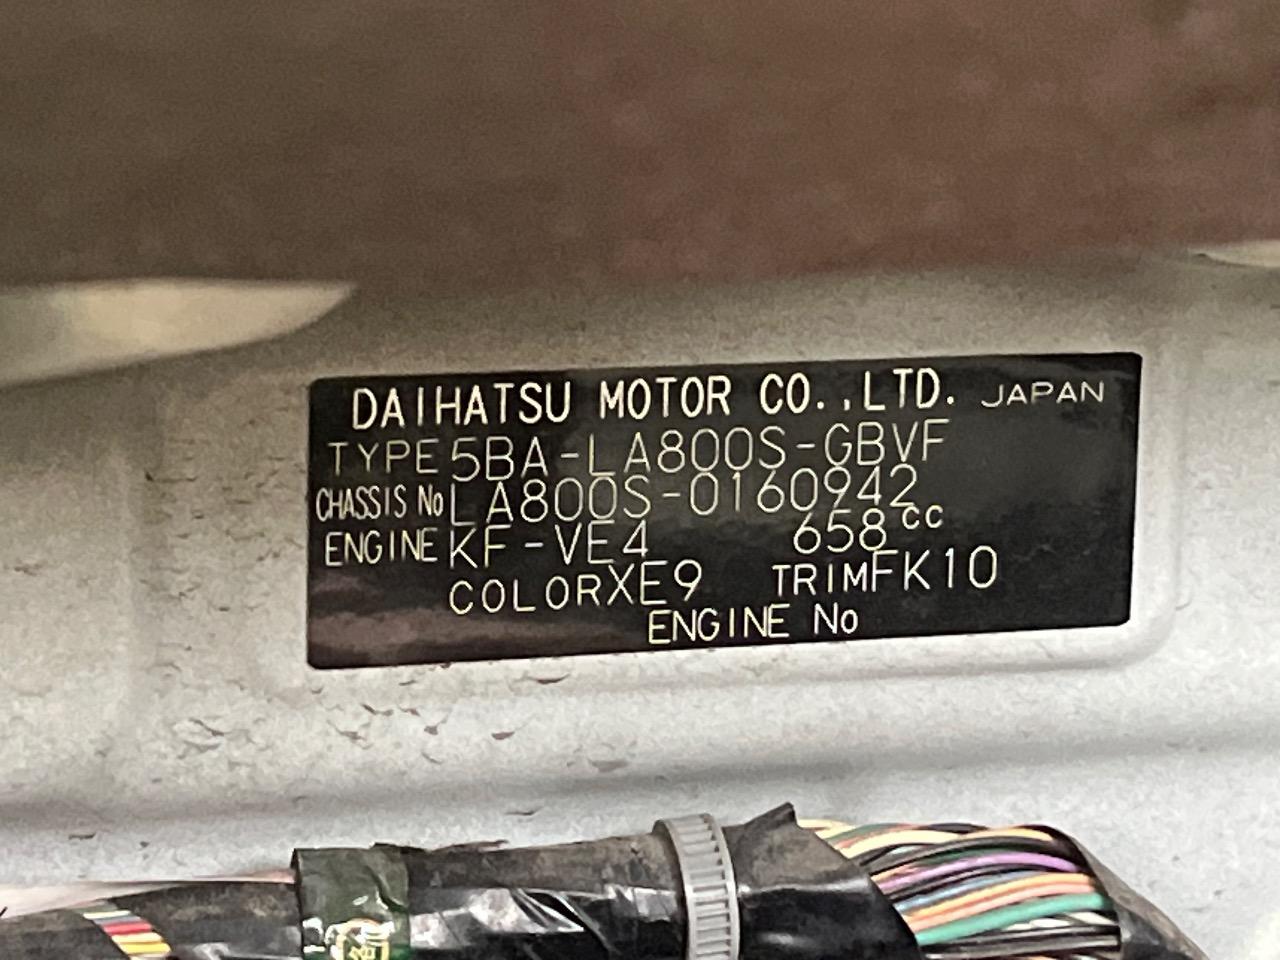 DAIHATSU MOTOR CO.,LTD. JAPAN
TYPE 5BA-LA800S-GBVF
CHASSIS No LA800S-0160942
ENGINE KF-VE4 658cc
COLOR XE9 TRIM FK10
ENGINE No